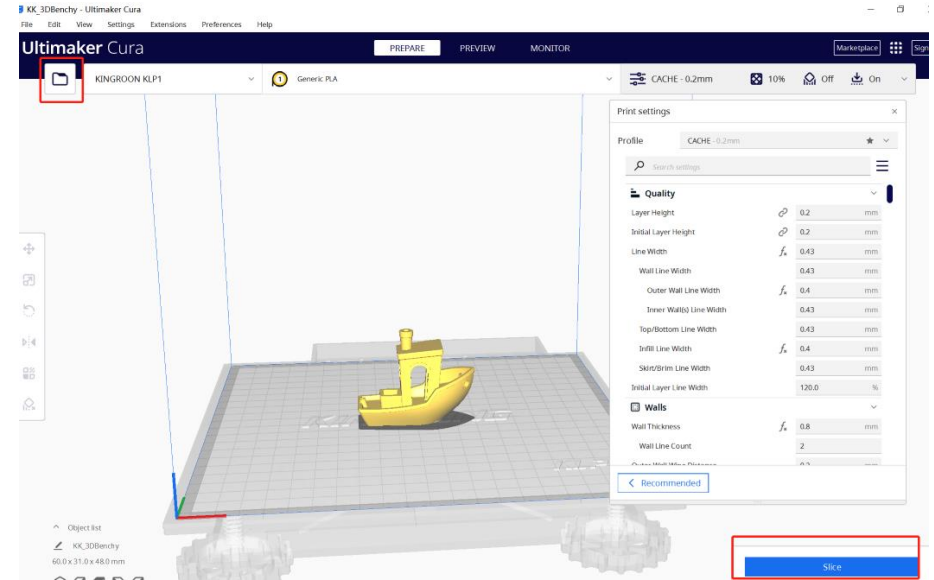 KK_3DBenchy - Ultimaker Cura
File Edit View Settings Extensions Preferences Help
Ultimaker Cura PREPARE PREVIEW MONITOR Marketplace Sign
KINGROON KLP1 1 Generic PLA CACHE - 0.2mm 10% Off On
Print settings
Profile CACHE - 0.2mm
Search settings
Quality
Layer Height 0.2 mm
Initial Layer Height 0.2 mm
Line Width 0.43 mm
Wall Line Width 0.43 mm
Outer Wall Line Width 0.4 mm
Inner Wall(s) Line Width 0.43 mm
Top/Bottom Line Width 0.43 mm
Infill Line Width 0.4 mm
Skirt/Brim Line Width 0.43 mm
Initial Layer Line Width 120.0 %
Walls
Wall Thickness 0.8 mm
Wall Line Count 2
Recommended
Object list
KK_3DBenchy
60.0 x 31.0 x 48.0 mm
Slice